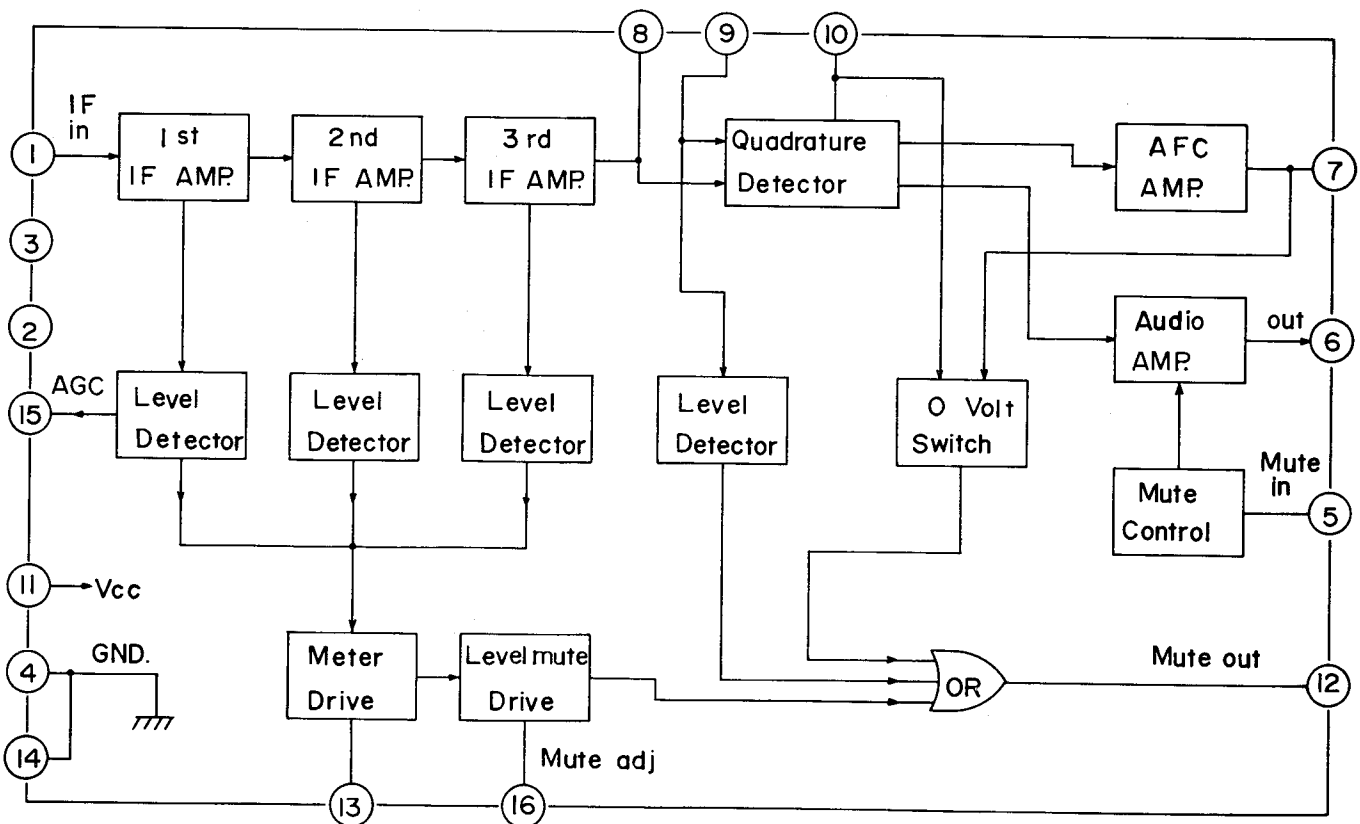 8
9
10
IF
in
1
1st
IF AMP.
2nd
IF AMP.
3rd
IF AMP.
Quadrature
Detector
AFC
AMP.
7
3
2
Audio
AMP.
out
6
AGC
15
Level
Detector
Level
Detector
Level
Detector
Level
Detector
0 Volt
Switch
Mute
in
Mute
Control
5
11
Vcc
4
GND.
14
Meter
Drive
Level mute
Drive
OR
Mute out
12
Mute adj
13
16